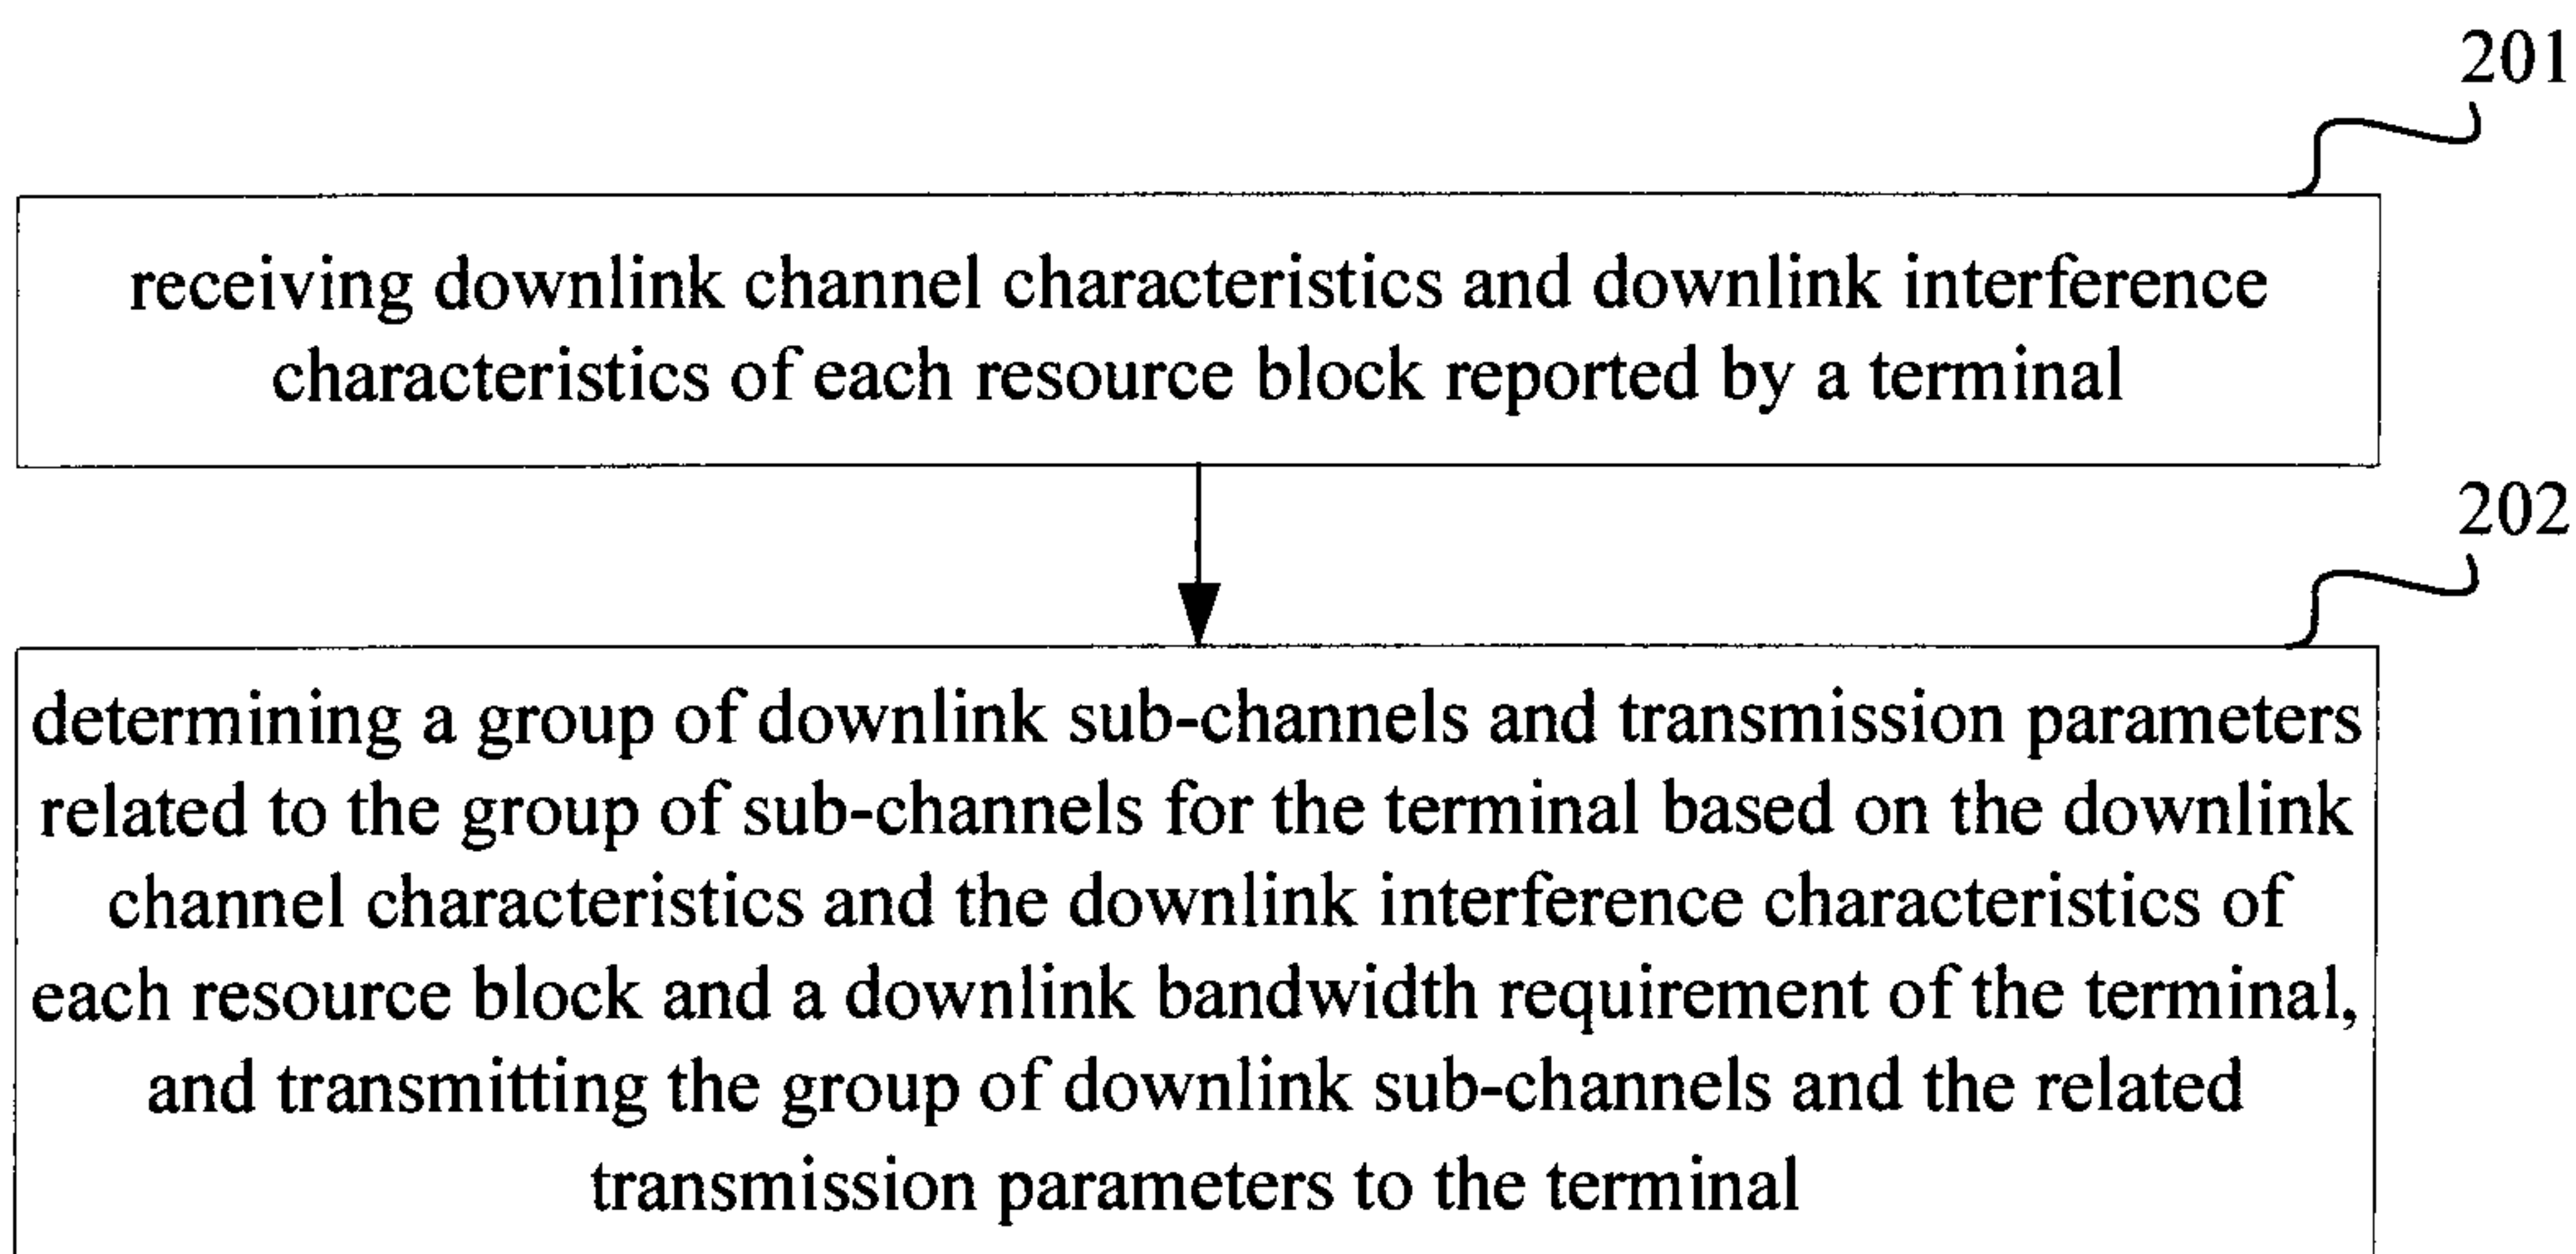 201
receiving downlink channel characteristics and downlink interference
characteristics of each resource block reported by a terminal
202
determining a group of downlink sub-channels and transmission parameters
related to the group of sub-channels for the terminal based on the downlink
channel characteristics and the downlink interference characteristics of
each resource block and a downlink bandwidth requirement of the terminal,
and transmitting the group of downlink sub-channels and the related
transmission parameters to the terminal